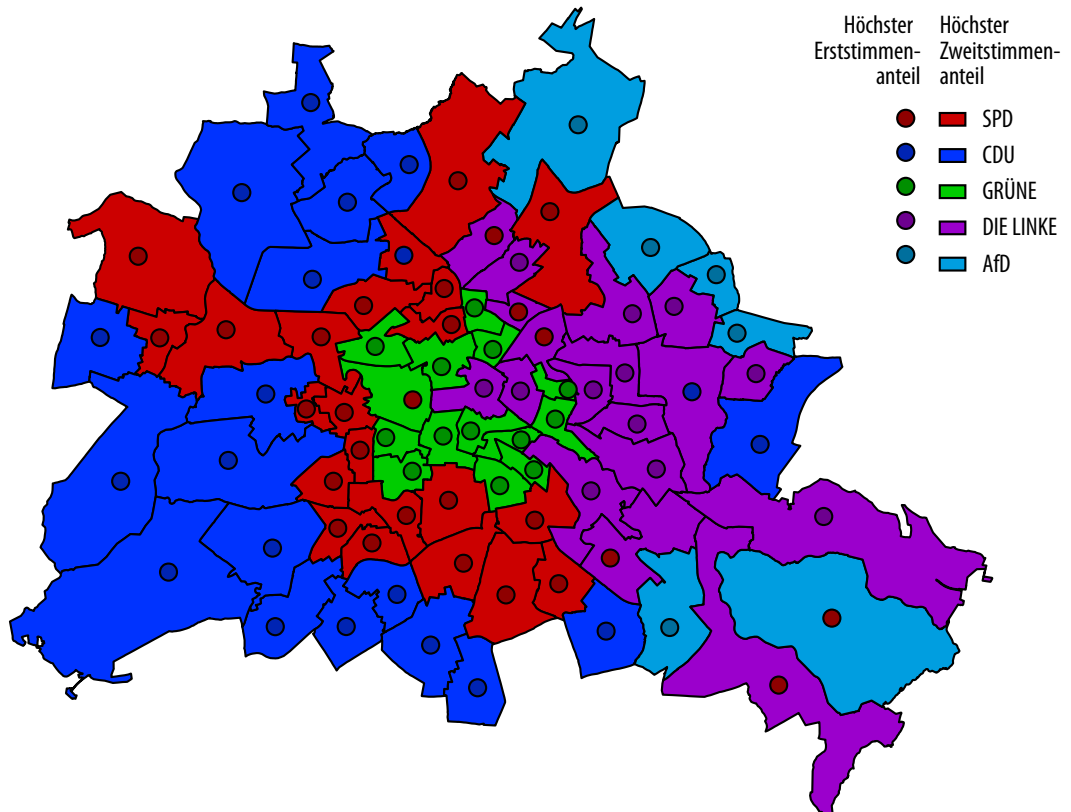 Höchster Höchster
Erststimmen- Zweitstimmen-
anteil anteil
SPD
CDU
GRÜNE
DIE LINKE
AfD